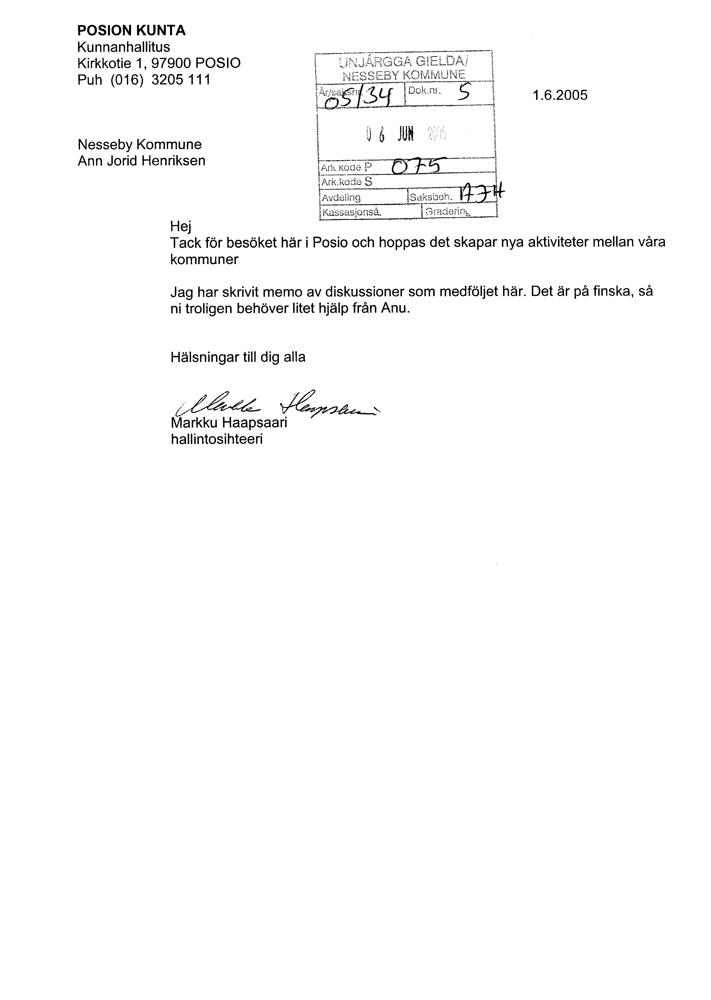 POSION KUNTA
Kunnanhallitus
Kirkkotie 1, 97900 POSIO
Puh (016) 3205 111
UNJÁRGGA GIELDA/
NESSEBY KOMMUNE
År/saksnr. 05/34 Dok.nr. 5
1.6.2005
06 JUN 2005
Nesseby Kommune
Ann Jorid Henriksen
Ark.kode P 075
Ark.kode S
Avdeling Saksbeh. AJH
Kassasjonså. Gradering
Hej
Tack för besöket här i Posio och hoppas det skapar nya aktiviteter mellan våra
kommuner
Jag har skrivit memo av diskussioner som medföljet här. Det är på finska, så
ni troligen behöver litet hjälp från Anu.
Hälsningar till dig alla
Markku Haapsaari
Markku Haapsaari
hallintosihteeri